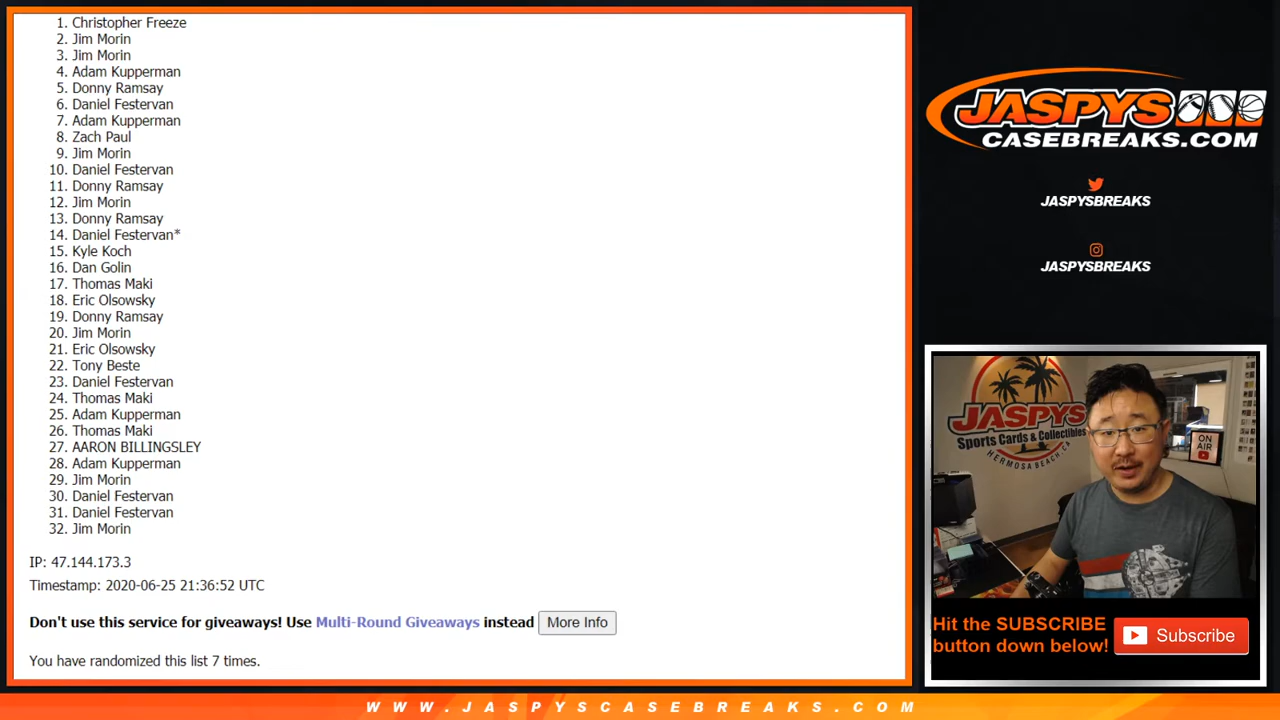 1. Christopher Freeze
2. Jim Morin
3. Jim Morin
4. Adam Kupperman
5. Donny Ramsay
6. Daniel Festervan
7. Adam Kupperman
8. Zach Paul
9. Jim Morin
10. Daniel Festervan
11. Donny Ramsay
12. Jim Morin
13. Donny Ramsay
14. Daniel Festervan*
15. Kyle Koch
16. Dan Golin
17. Thomas Maki
18. Eric Olsowsky
19. Donny Ramsay
20. Jim Morin
21. Eric Olsowsky
22. Tony Beste
23. Daniel Festervan
24. Thomas Maki
25. Adam Kupperman
26. Thomas Maki
27. AARON BILLINGSLEY
28. Adam Kupperman
29. Jim Morin
30. Daniel Festervan
31. Daniel Festervan
32. Jim Morin
IP: 47.144.173.3
Timestamp: 2020-06-25 21:36:52 UTC
Don't use this service for giveaways! Use Multi-Round Giveaways instead More Info
You have randomized this list 7 times.
JASPYS
CASEBREAKS.COM
JASPYSBREAKS
JASPYSBREAKS
JASPYS
Sports Cards & Collectibles
HERMOSA BEACH, CA
ON
AIR
Hit the SUBSCRIBE
button down below!
Subscribe
WWW.JASPYSCASEBREAKS.COM